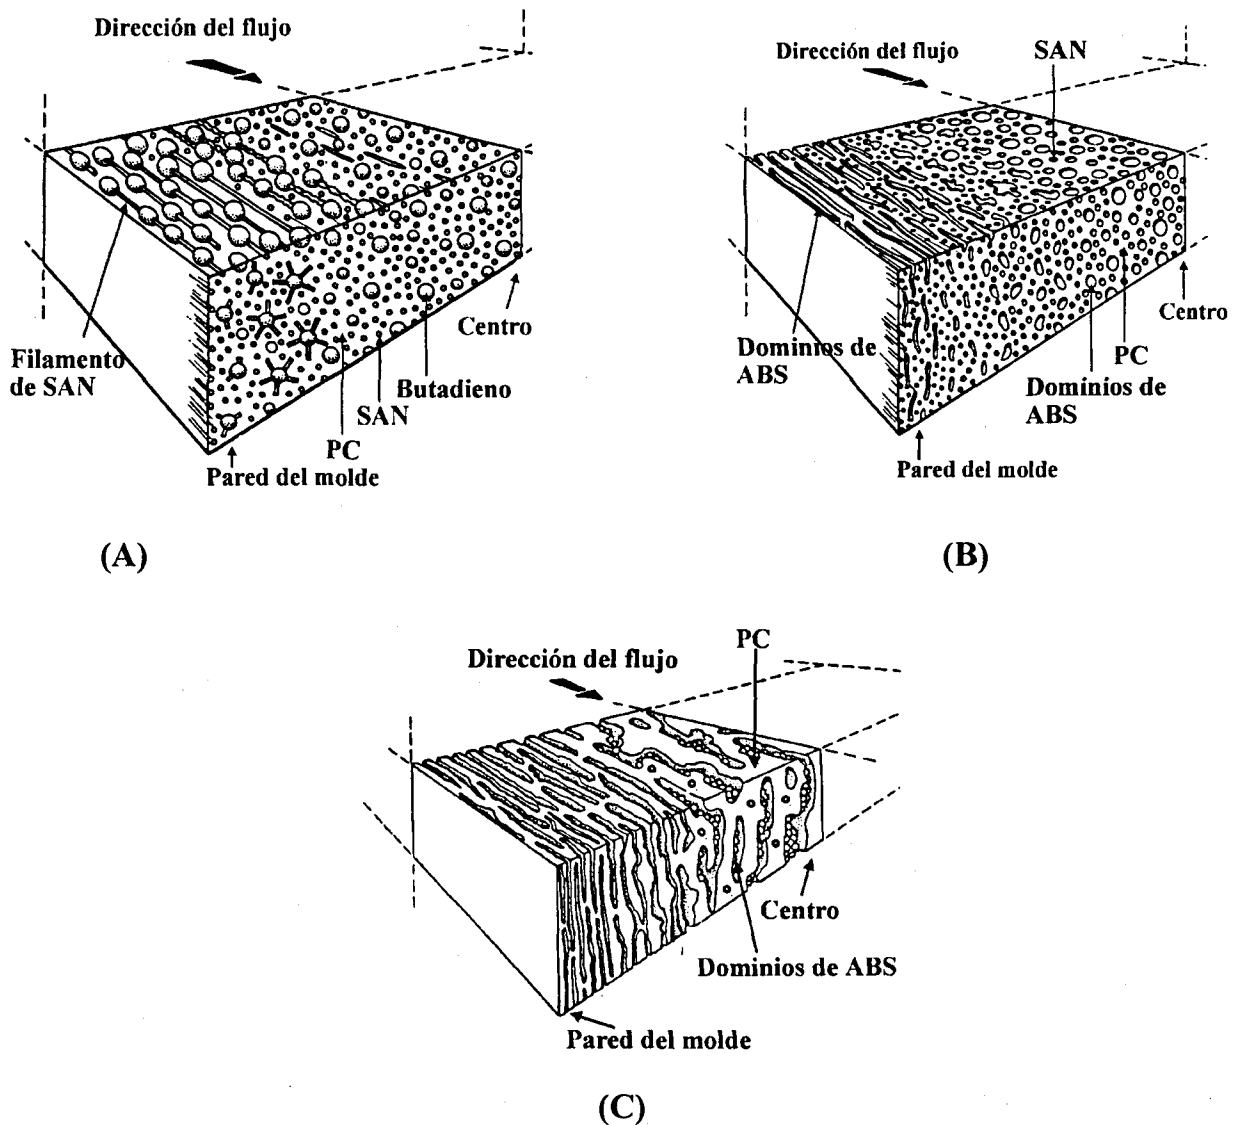 Dirección del flujo
Filamento
de SAN
Centro
Butadieno
SAN
PC
Pared del molde
(A)
Dirección del flujo
SAN
Dominios de
ABS
Centro
PC
Domínios de
ABS
Pared del molde
(B)
PC
Dirección del flujo
Centro
Dominios de ABS
Pared del molde
(C)